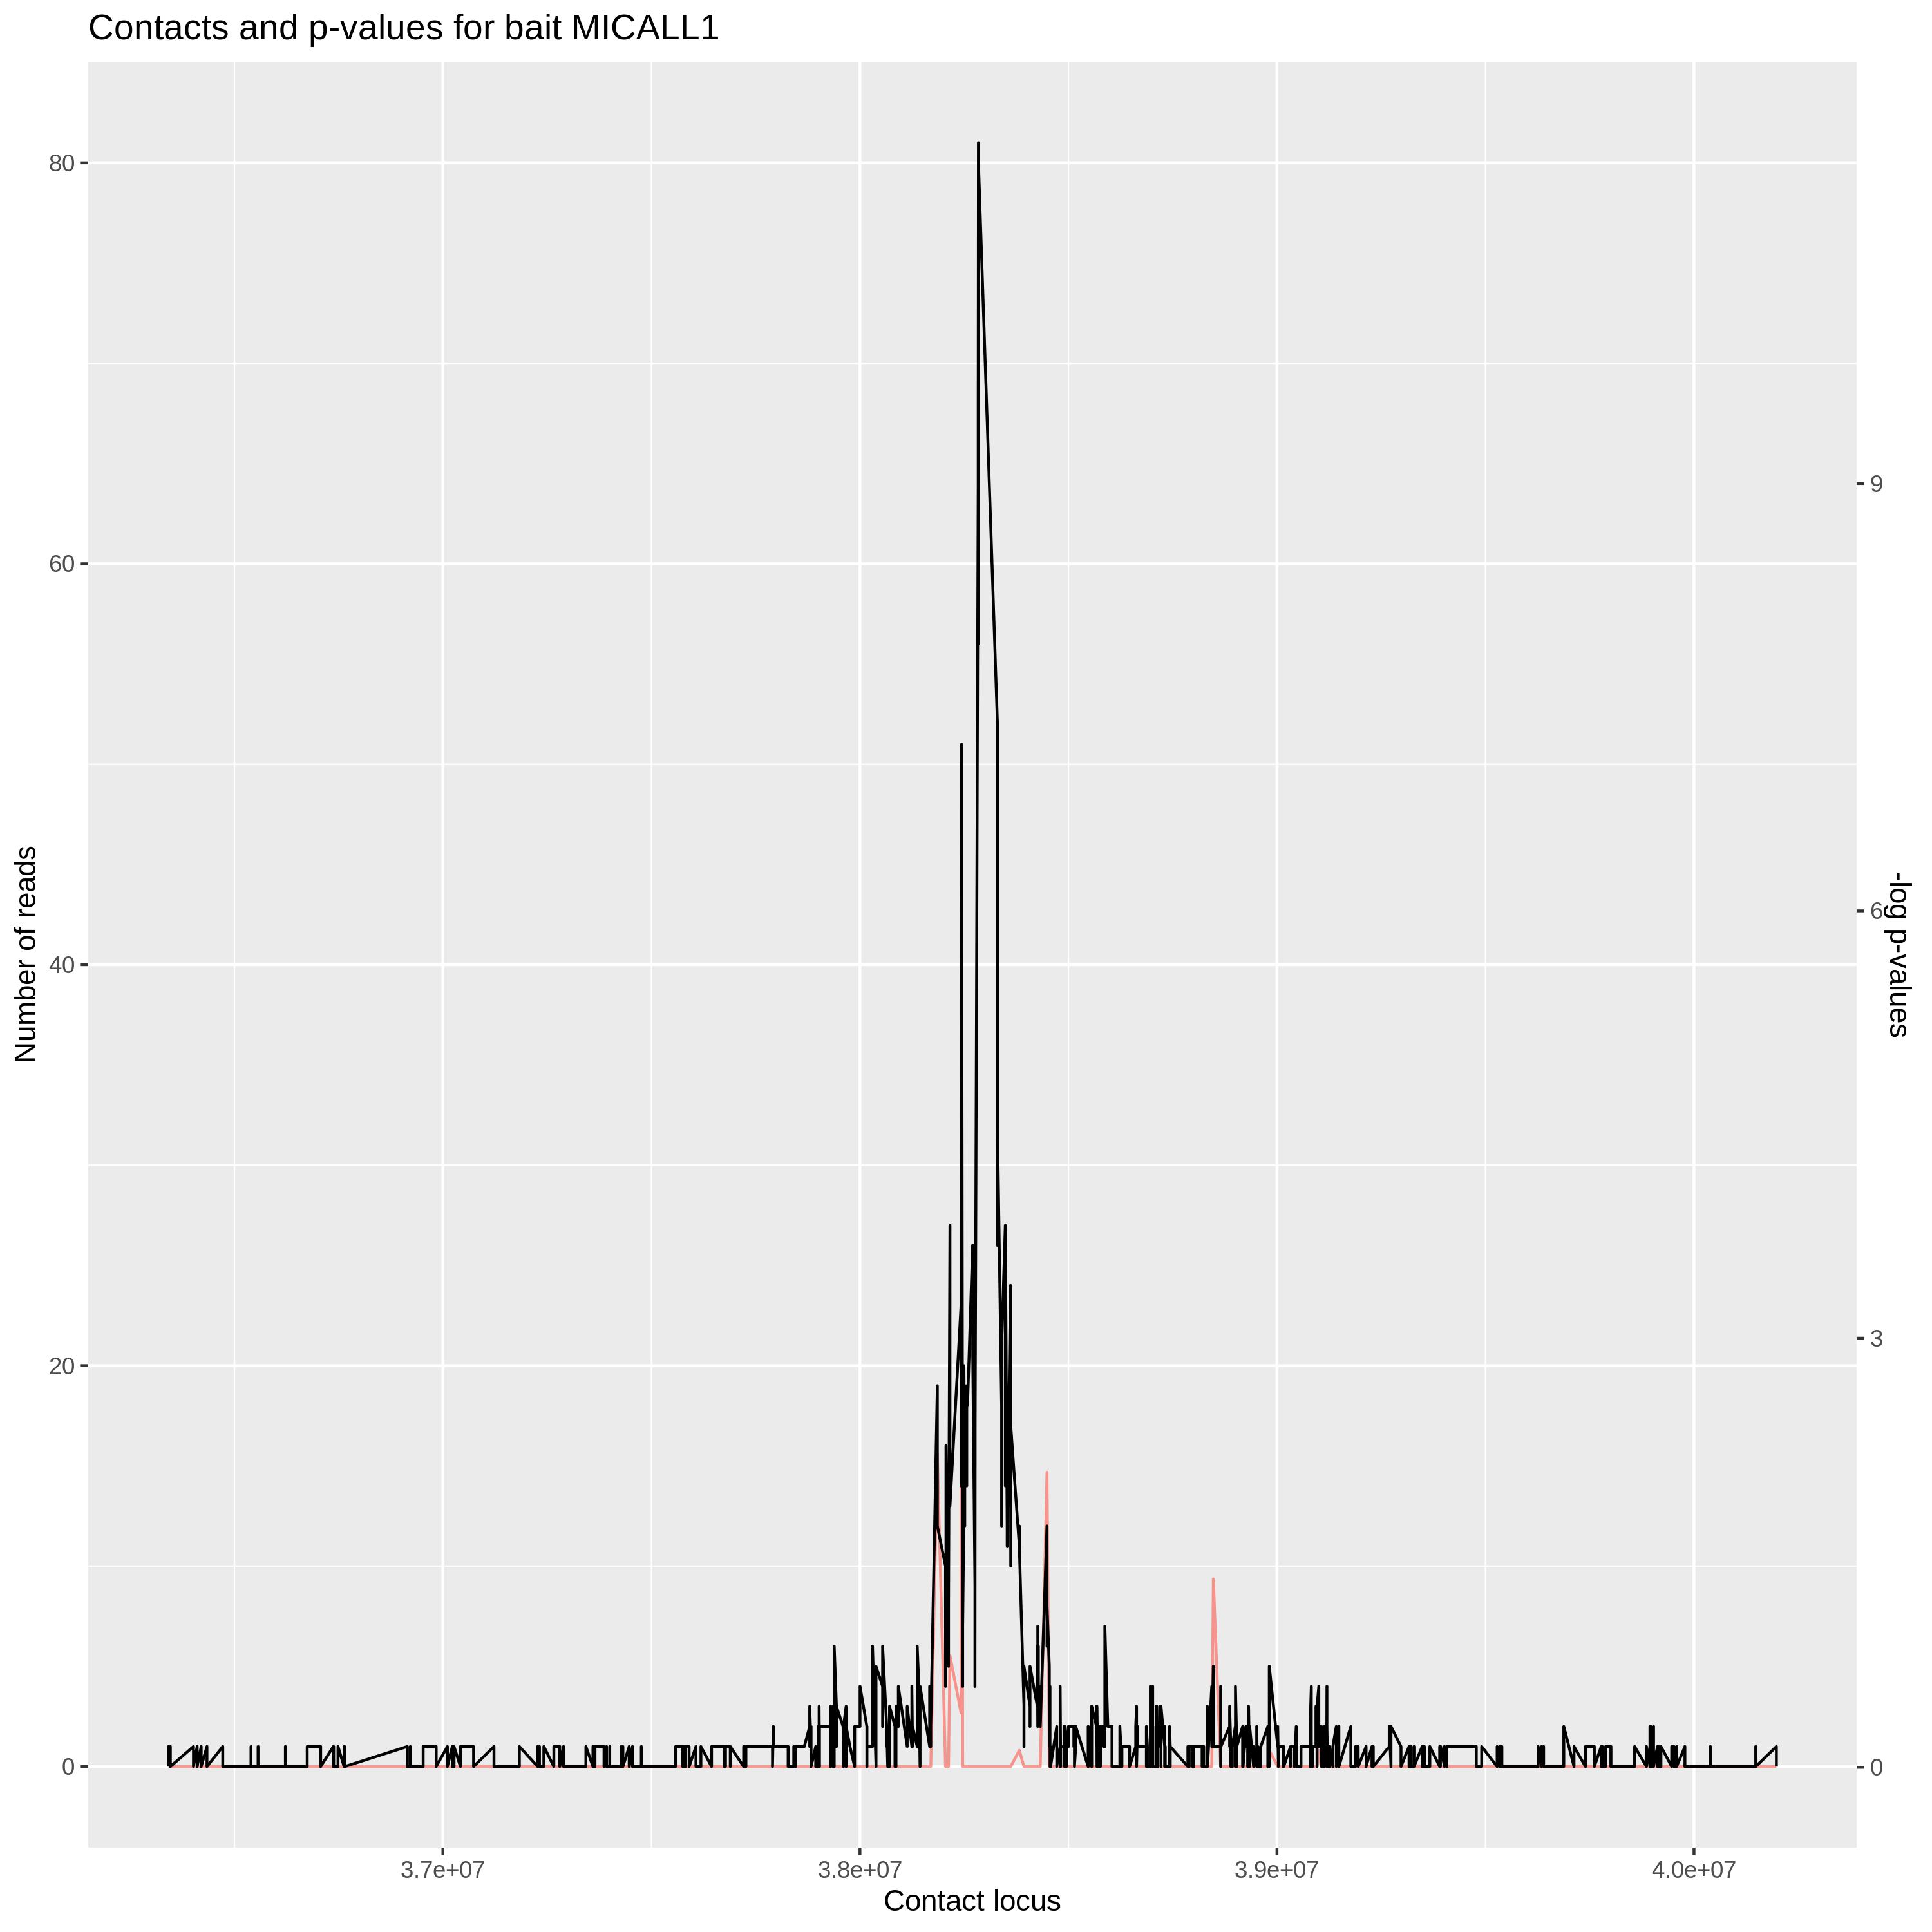 Contacts and p-values for bait MICALL1
80
60
40
20
0
Number of reads
9
6
3
0
-log p-values
3.7e+07
3.8e+07
3.9e+07
4.0e+07
Contact locus